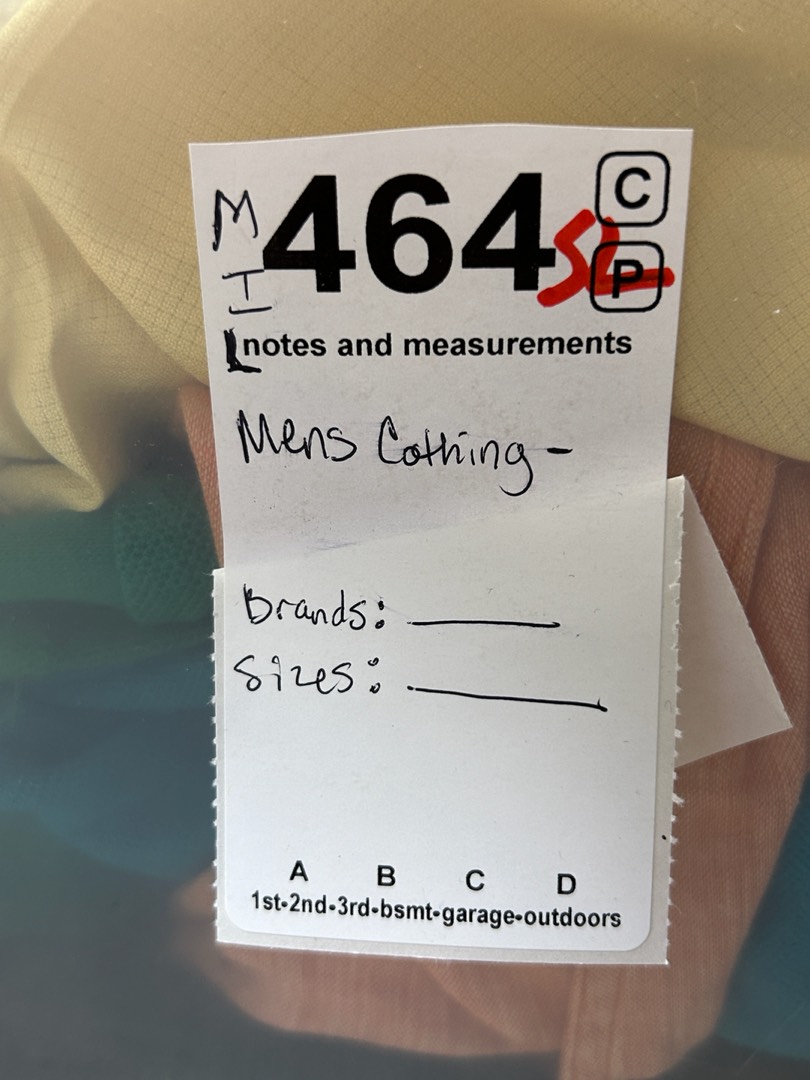 M 464 SL C
I P
L notes and measurements
Mens Cothing-
Brands:
Sizes:
A B C D
1st-2nd-3rd-bsmt-garage-outdoors